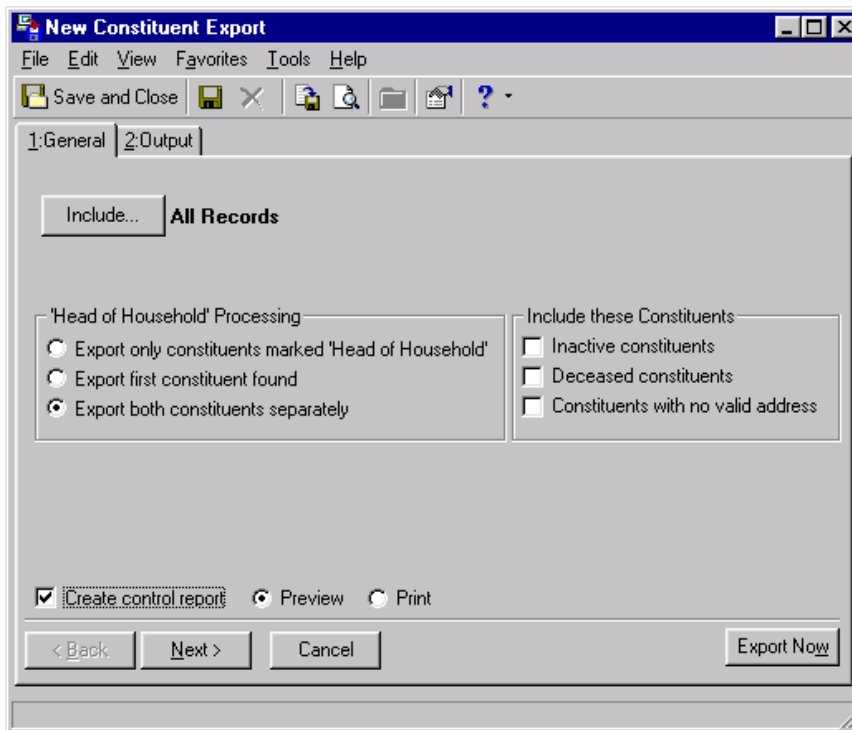 New Constituent Export
File Edit View Favorites Tools Help
Save and Close ?
1:General 2:Output
Include... All Records
'Head of Household' Processing
Export only constituents marked 'Head of Household'
Export first constituent found
Export both constituents separately
Include these Constituents
Inactive constituents
Deceased constituents
Constituents with no valid address
Create control report Preview Print
< Back Next > Cancel Export Now